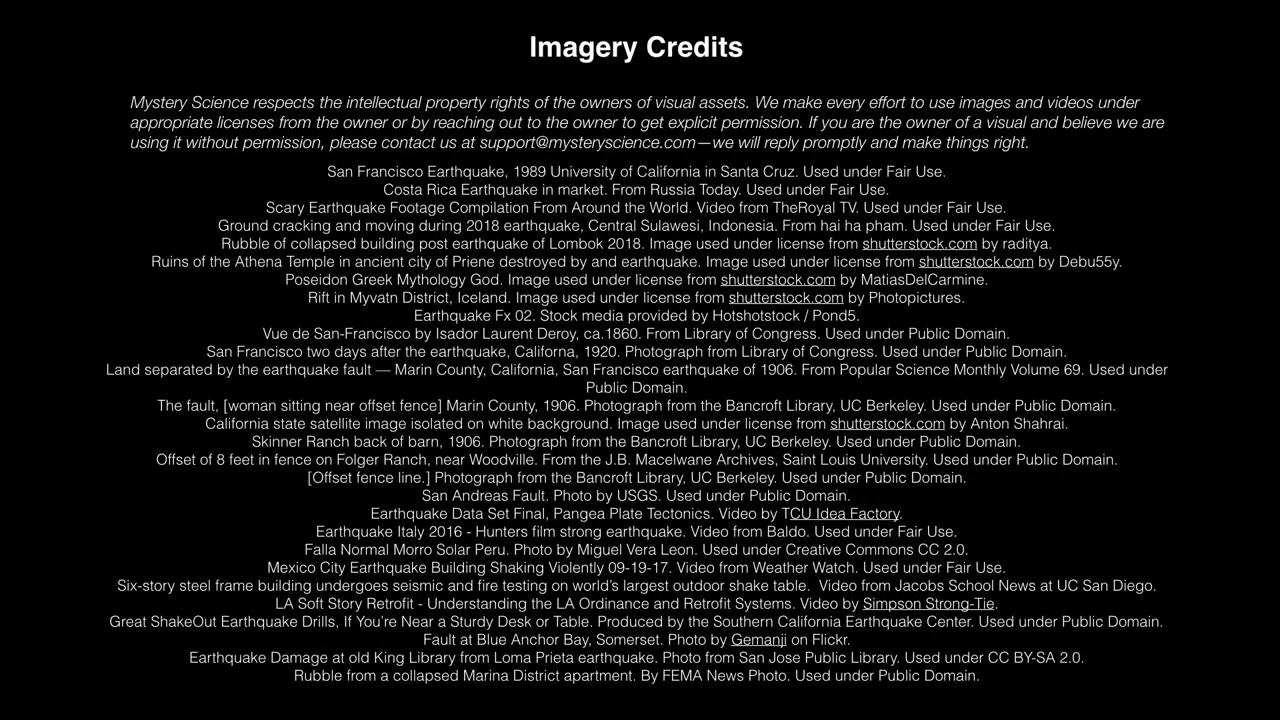 Imagery Credits
Mystery Science respects the intellectual property rights of the owners of visual assets. We make every effort to use images and videos under
appropriate licenses from the owner or by reaching out to the owner to get explicit permission. If you are the owner of a visual and believe we are
using it without permission, please contact us at support@mysteryscience.com—we will reply promptly and make things right.
San Francisco Earthquake, 1989 University of California in Santa Cruz. Used under Fair Use.
Costa Rica Earthquake in market. From Russia Today. Used under Fair Use.
Scary Earthquake Footage Compilation From Around the World. Video from TheRoyal TV. Used under Fair Use.
Ground cracking and moving during 2018 earthquake, Central Sulawesi, Indonesia. From hai ha pham. Used under Fair Use.
Rubble of collapsed building post earthquake of Lombok 2018. Image used under license from shutterstock.com by raditya.
Ruins of the Athena Temple in ancient city of Priene destroyed by and earthquake. Image used under license from shutterstock.com by Debu55y.
Poseidon Greek Mythology God. Image used under license from shutterstock.com by MatiasDelCarmine.
Rift in Myvatn District, Iceland. Image used under license from shutterstock.com by Photopictures.
Earthquake Fx 02. Stock media provided by Hotshotstock / Pond5.
Vue de San-Francisco by Isador Laurent Deroy, ca.1860. From Library of Congress. Used under Public Domain.
San Francisco two days after the earthquake, Californa, 1920. Photograph from Library of Congress. Used under Public Domain.
Land separated by the earthquake fault — Marin County, California, San Francisco earthquake of 1906. From Popular Science Monthly Volume 69. Used under
Public Domain.
The fault, [woman sitting near offset fence] Marin County, 1906. Photograph from the Bancroft Library, UC Berkeley. Used under Public Domain.
California state satellite image isolated on white background. Image used under license from shutterstock.com by Anton Shahrai.
Skinner Ranch back of barn, 1906. Photograph from the Bancroft Library, UC Berkeley. Used under Public Domain.
Offset of 8 feet in fence on Folger Ranch, near Woodville. From the J.B. Macelwane Archives, Saint Louis University. Used under Public Domain.
[Offset fence line.] Photograph from the Bancroft Library, UC Berkeley. Used under Public Domain.
San Andreas Fault. Photo by USGS. Used under Public Domain.
Earthquake Data Set Final, Pangea Plate Tectonics. Video by TCU Idea Factory.
Earthquake Italy 2016 - Hunters film strong earthquake. Video from Baldo. Used under Fair Use.
Falla Normal Morro Solar Peru. Photo by Miguel Vera Leon. Used under Creative Commons CC 2.0.
Mexico City Earthquake Building Shaking Violently 09-19-17. Video from Weather Watch. Used under Fair Use.
Six-story steel frame building undergoes seismic and fire testing on world's largest outdoor shake table. Video from Jacobs School News at UC San Diego.
LA Soft Story Retrofit - Understanding the LA Ordinance and Retrofit Systems. Video by Simpson Strong-Tie.
Great ShakeOut Earthquake Drills, If You're Near a Sturdy Desk or Table. Produced by the Southern California Earthquake Center. Used under Public Domain.
Fault at Blue Anchor Bay, Somerset. Photo by Gemanji on Flickr.
Earthquake Damage at old King Library from Loma Prieta earthquake. Photo from San Jose Public Library. Used under CC BY-SA 2.0.
Rubble from a collapsed Marina District apartment. By FEMA News Photo. Used under Public Domain.